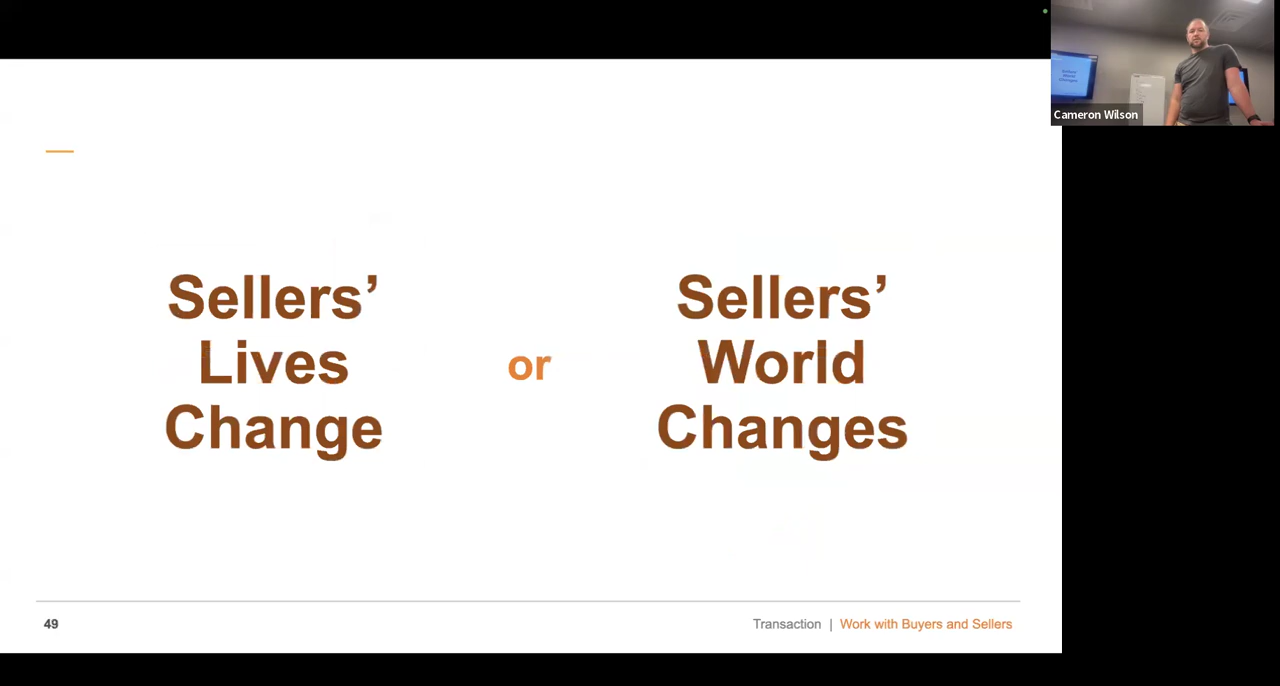 Cameron Wilson
Sellers’
Lives
Change
or
Sellers’
World
Changes
49
Transaction | Work with Buyers and Sellers